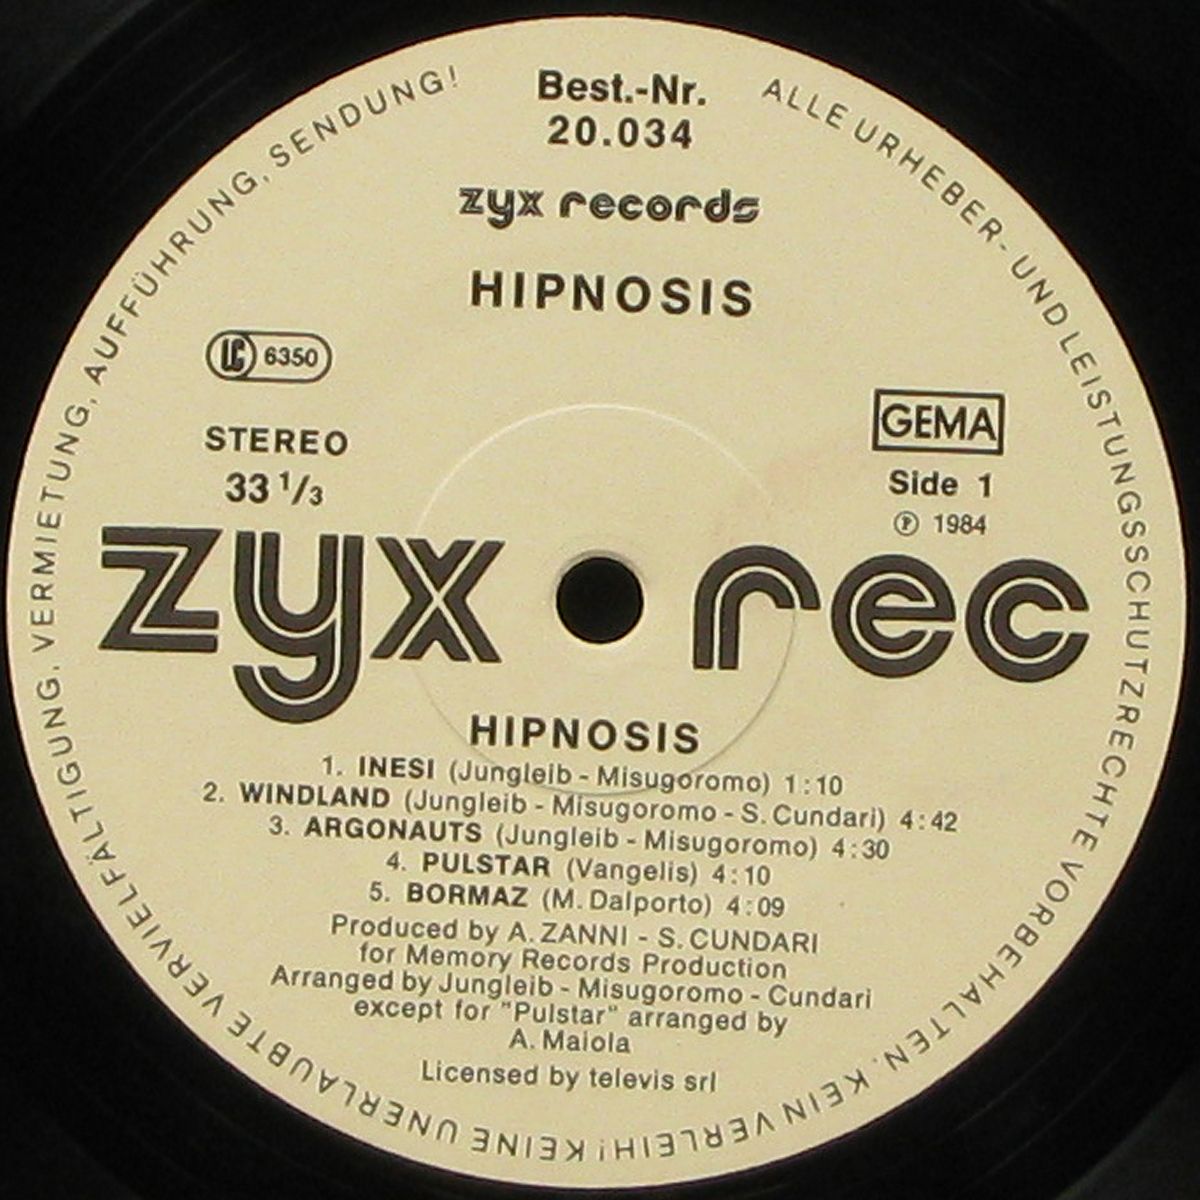 Best.-Nr.
20.034
zyx records
HIPNOSIS
LC 6350
STEREO
33 1/3
GEMA
Side 1
Ⓟ 1984
zyx rec
HIPNOSIS
1. INESI (Jungleib - Misugoromo) 1:10
2. WINDLAND (Jungleib - Misugoromo - S. Cundari) 4:42
3. ARGONAUTS (Jungleib - Misugoromo) 4:30
4. PULSTAR (Vangelis) 4:10
5. BORMAZ (M. Dalporto) 4:09
Produced by A. ZANNI - S. CUNDARI
for Memory Records Production
Arranged by Jungleib - Misugoromo - Cundari
except for "Pulstar" arranged by
A. Maiola
Licensed by televis srl
ALLE URHEBER- UND LEISTUNGSSCHUTZRECHTE VORBEHALTEN. KEIN VERLEIH! KEINE UNERLAUBTE VERVIELFÄLTIGUNG, VERMIETUNG, AUFFÜHRUNG, SENDUNG!